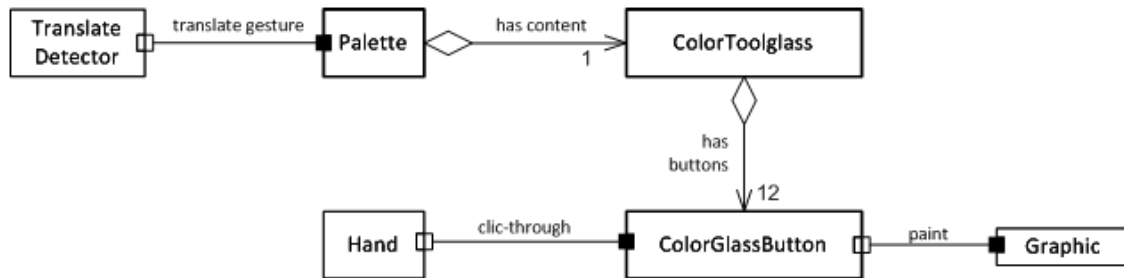 Translate
Detector
translate gesture
Palette
has content
1
ColorToolglass
has
buttons
12
Hand
clic-through
ColorGlassButton
paint
Graphic